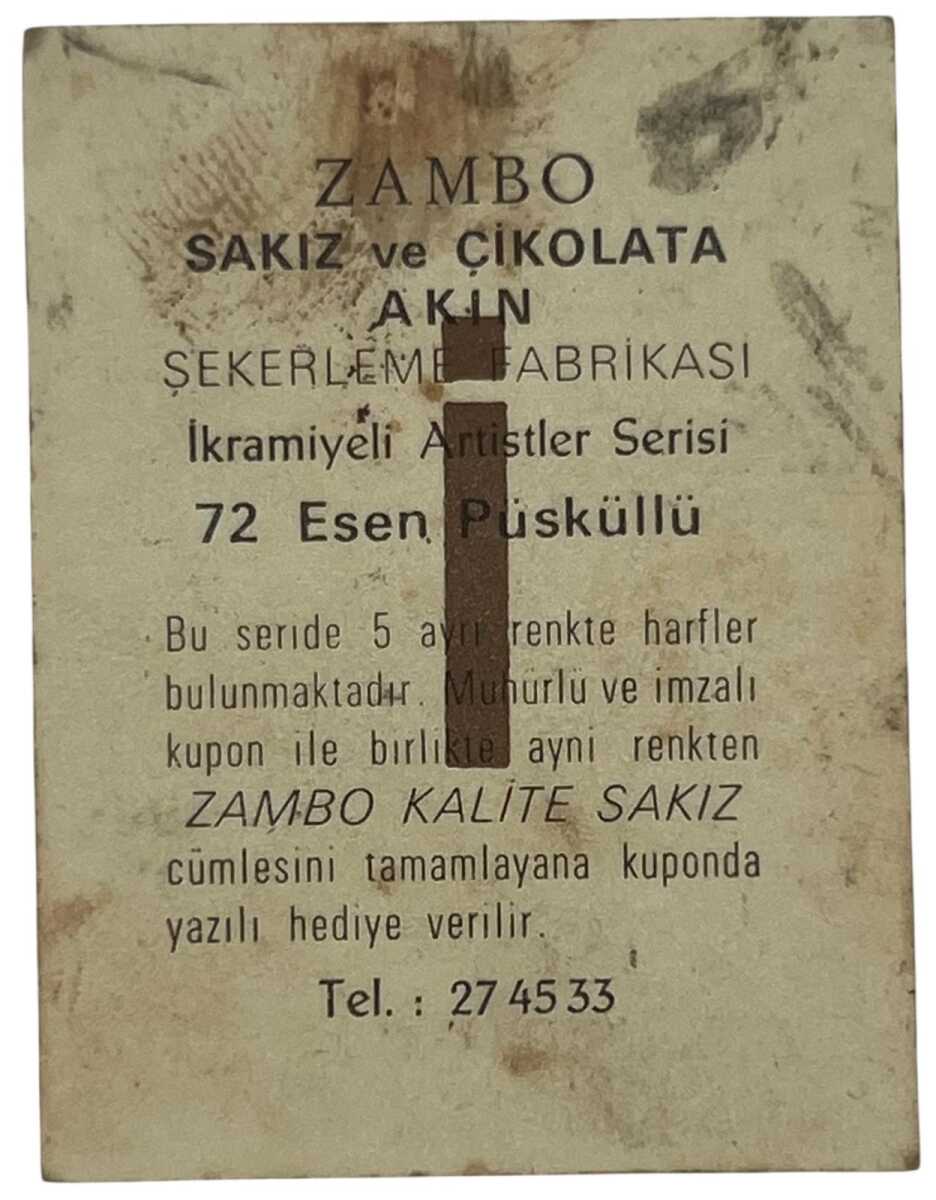 ZAMBO
SAKIZ ve ÇİKOLATA
AKIN
ŞEKERLEME FABRİKASI
İkramiyeli Artistler Serisi
72 Esen Püsküllü
Bu serıde 5 ayrı renkte harfler
bulunmaktadır. Mühürlü ve imzalı
kupon ile bırlıkte ayni renkten
ZAMBO KALİTE SAKIZ
cümlesini tamamlayana kuponda
yazılı hediye verilir.
Tel. : 27 45 33
i